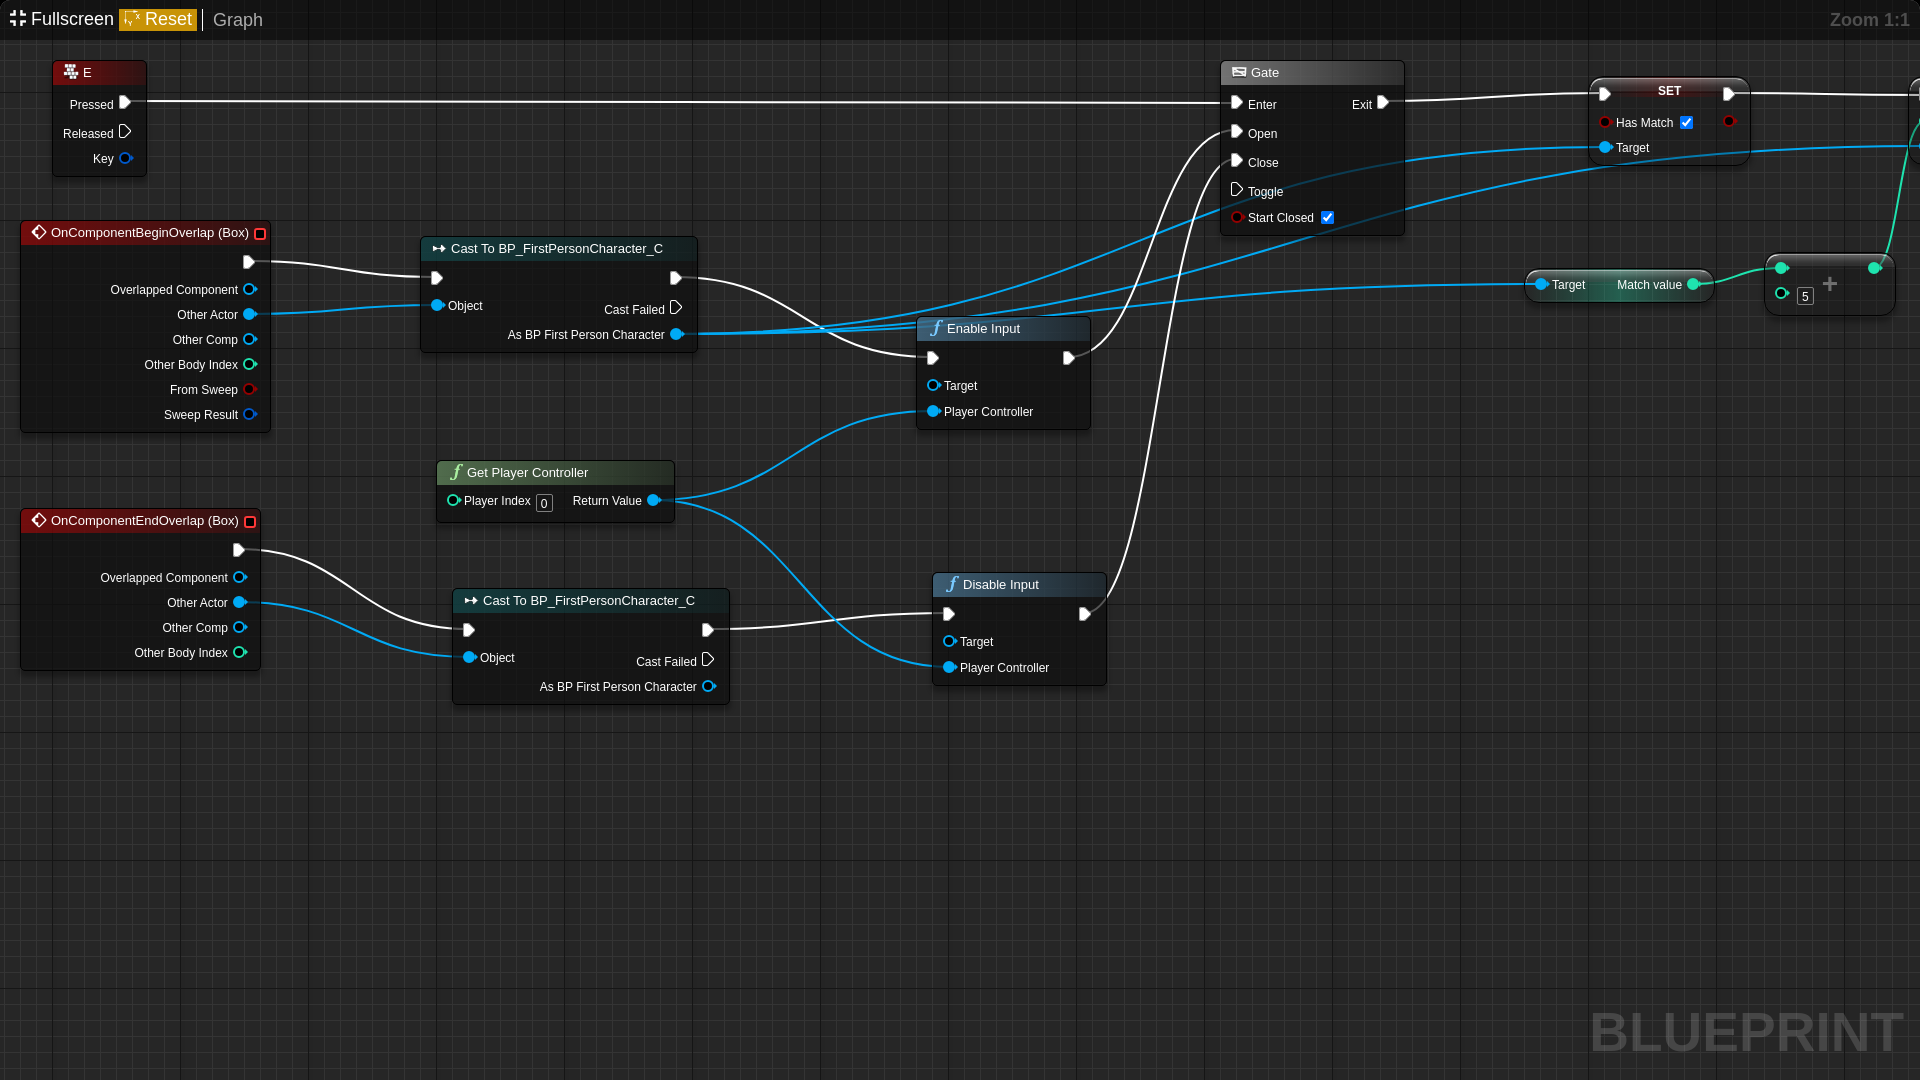 Fullscreen Reset Graph
Zoom 1:1
E
Pressed
Released
Key
Gate
Enter Exit
Open
Close
Toggle
Start Closed
SET
Has Match
Target
OnComponentBeginOverlap (Box)
Overlapped Component
Other Actor
Other Comp
Other Body Index
From Sweep
Sweep Result
Cast To BP_FirstPersonCharacter_C
Object
Cast Failed
As BP First Person Character
Target Match value
5
+
Enable Input
Target
Player Controller
Get Player Controller
Player Index 0 Return Value
OnComponentEndOverlap (Box)
Overlapped Component
Other Actor
Other Comp
Other Body Index
Cast To BP_FirstPersonCharacter_C
Object
Cast Failed
As BP First Person Character
Disable Input
Target
Player Controller
BLUEPRINT